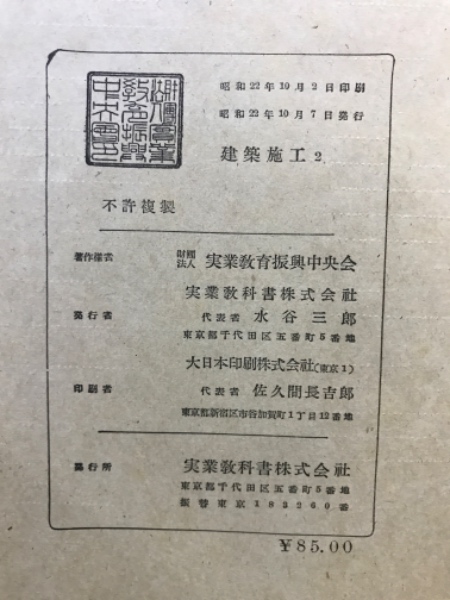 昭和22年10月2日印刷
昭和22年10月7日発行
建築施工2
不許複製
著作権者 財団法人 実業教育振興中央会
実業教科書株式会社
発行者 代表者 水谷三郎
東京都千代田区五番町5番地
大日本印刷株式会社(東京1)
印刷者 代表者 佐久間長吉郎
東京都新宿区市谷加賀町1丁目12番地
発行所 実業教科書株式会社
東京都千代田区五番町5番地
振替東京183260番
¥85.00